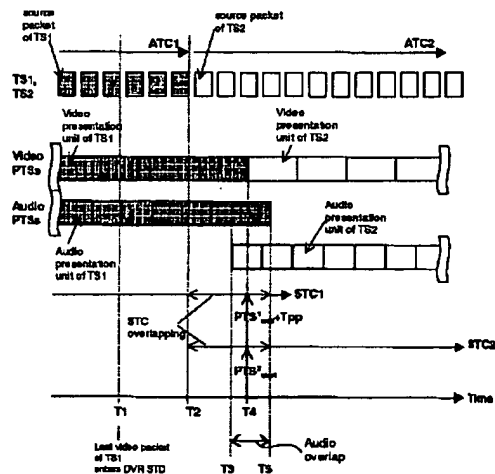 source packet
of TS1
ATC1
source packet
of TS2
ATC2
TS1,
TS2
Video
presentation
unit of TS1
Video presentation
unit of TS2
Video
PTSs
Audio
PTSs
Audio
presentation
unit of TS1
Audio presentation
unit of TS2
STC1
STC
overlapping
+Tpp
STC2
Time
T1
T2
T4
T3
T5
Last video packet
of TS1
enters DVR STD
Audio
overlap